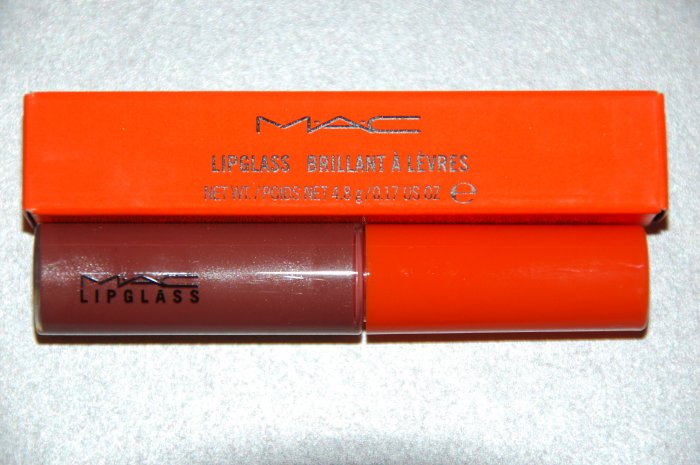 MAC
LIPGLASS BRILLANT À LÈVRES
NET WT. / POIDS NET 4.8 g / 0.17 US OZ e
MAC
LIPGLASS